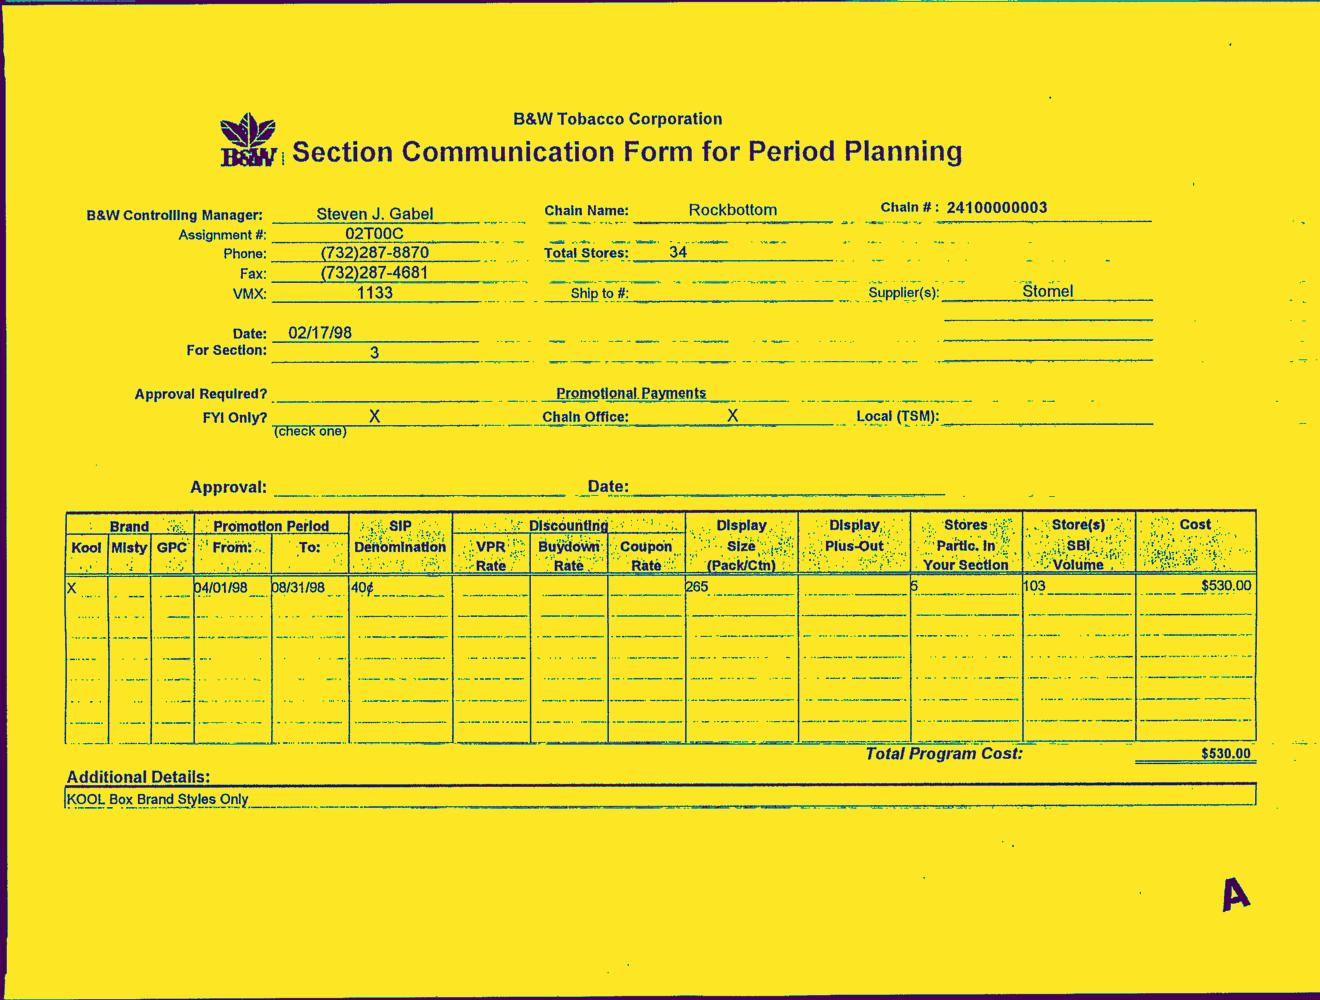 B&W Tobacco Corporation
B&W Section Communication Form for Period Planning
B&W Controlling Manager: Steven J. Gabel Chain Name: Rockbottom Chain # : 24100000003
Assignment #: 02T00C
Phone: (732)287-8870 Total Stores: 34
Fax: (732)287-4681
VMX: 1133 Ship to #: Supplier(s): Stomel
Date: 02/17/98
For Section: 3
Approval Required? Promotional Payments
FYI Only? X Chain Office: X Local (TSM):
(check one)
Approval: Date:
Brand Promotion Period SIP Discounting Display Display Stores Store(s) Cost
Kool Misty GPC From: To: Denomination VPR Buydown Coupon Size Plus-Out Partic. In SBI
Rate Rate Rate (Pack/Ctn) Your Section Volume
X 04/01/98 08/31/98 40¢ 265 5 103 $530.00
Total Program Cost: $530.00
Additional Details:
KOOL Box Brand Styles Only
A